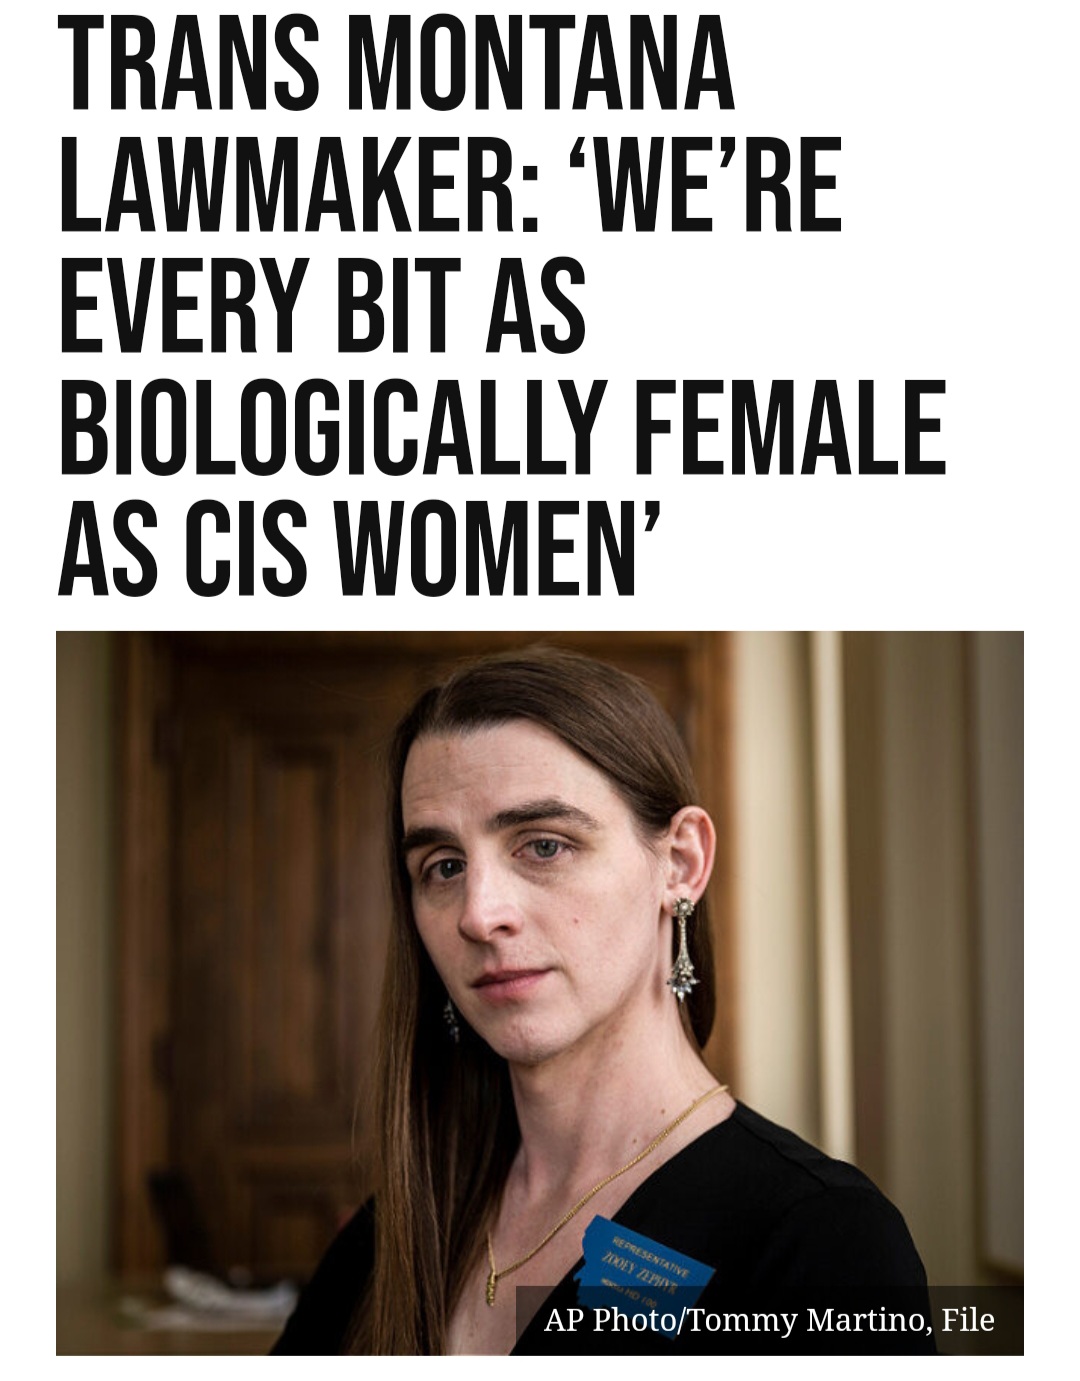 TRANS MONTANA
LAWMAKER: ‘WE’RE
EVERY BIT AS
BIOLOGICALLY FEMALE
AS CIS WOMEN’
REPRESENTATIVE
ZOOEY ZEPHYR
AP Photo/Tommy Martino, File